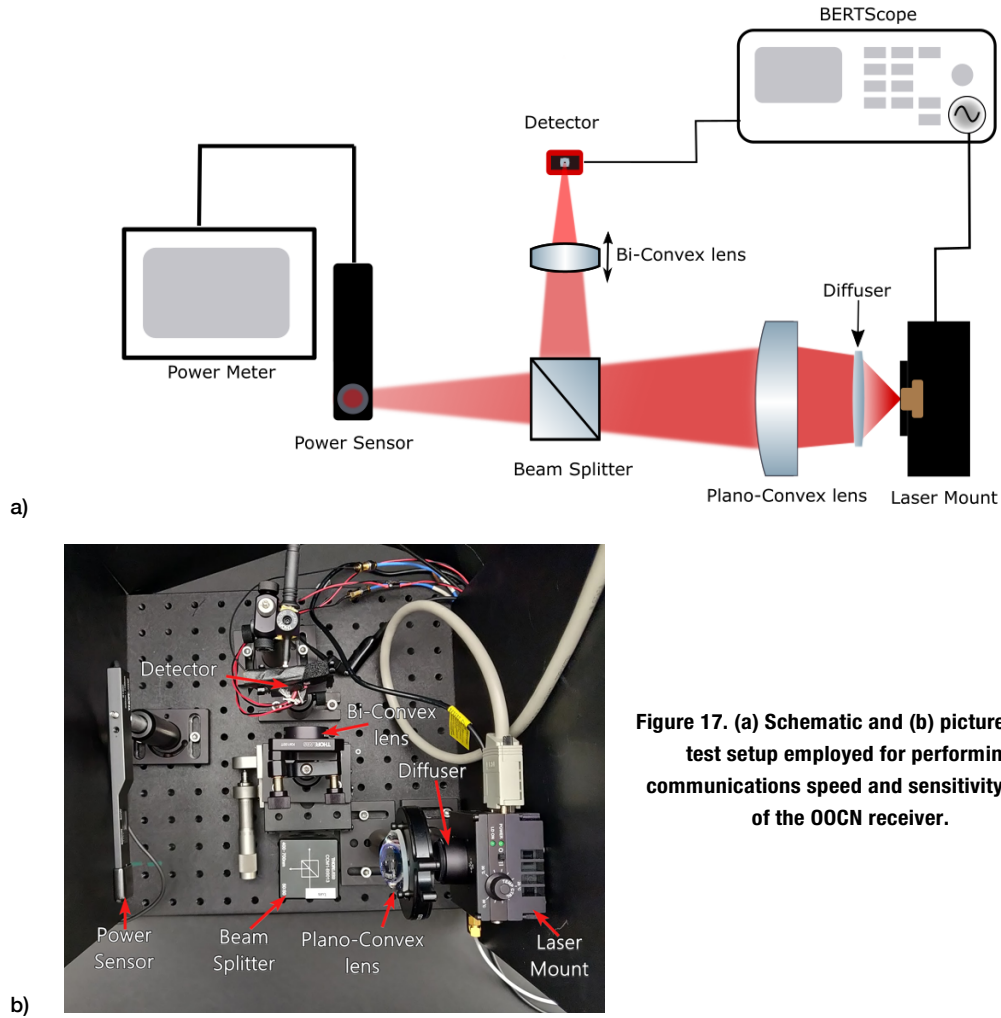 BERTScope
Detector
Bi-Convex lens
Diffuser
Power Meter
Power Sensor
Beam Splitter
Plano-Convex lens
Laser Mount
a)
Detector
Bi-Convex
lens
Diffuser
Power
Sensor
Beam
Splitter
Plano-Convex
lens
Laser
Mount
b)
Figure 17. (a) Schematic and (b) picture
test setup employed for performin
communications speed and sensitivity
of the OOCN receiver.